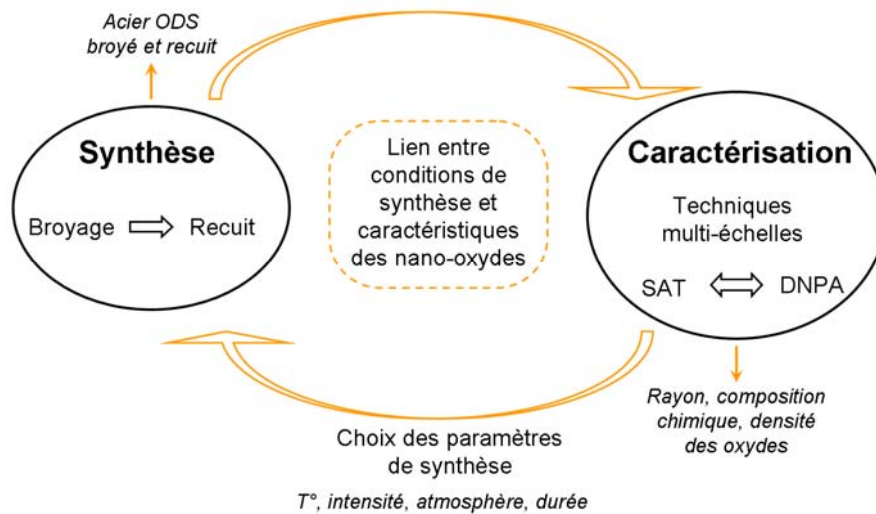 Acier ODS
broyé et recuit
Synthèse
Broyage
Recuit
Lien entre
conditions de
synthèse et
caractéristiques
des nano-oxydes
Caractérisation
Techniques
multi-échelles
SAT
DNPA
Rayon, composition
chimique, densité
des oxydes
Choix des paramètres
de synthèse
T°, intensité, atmosphère, durée